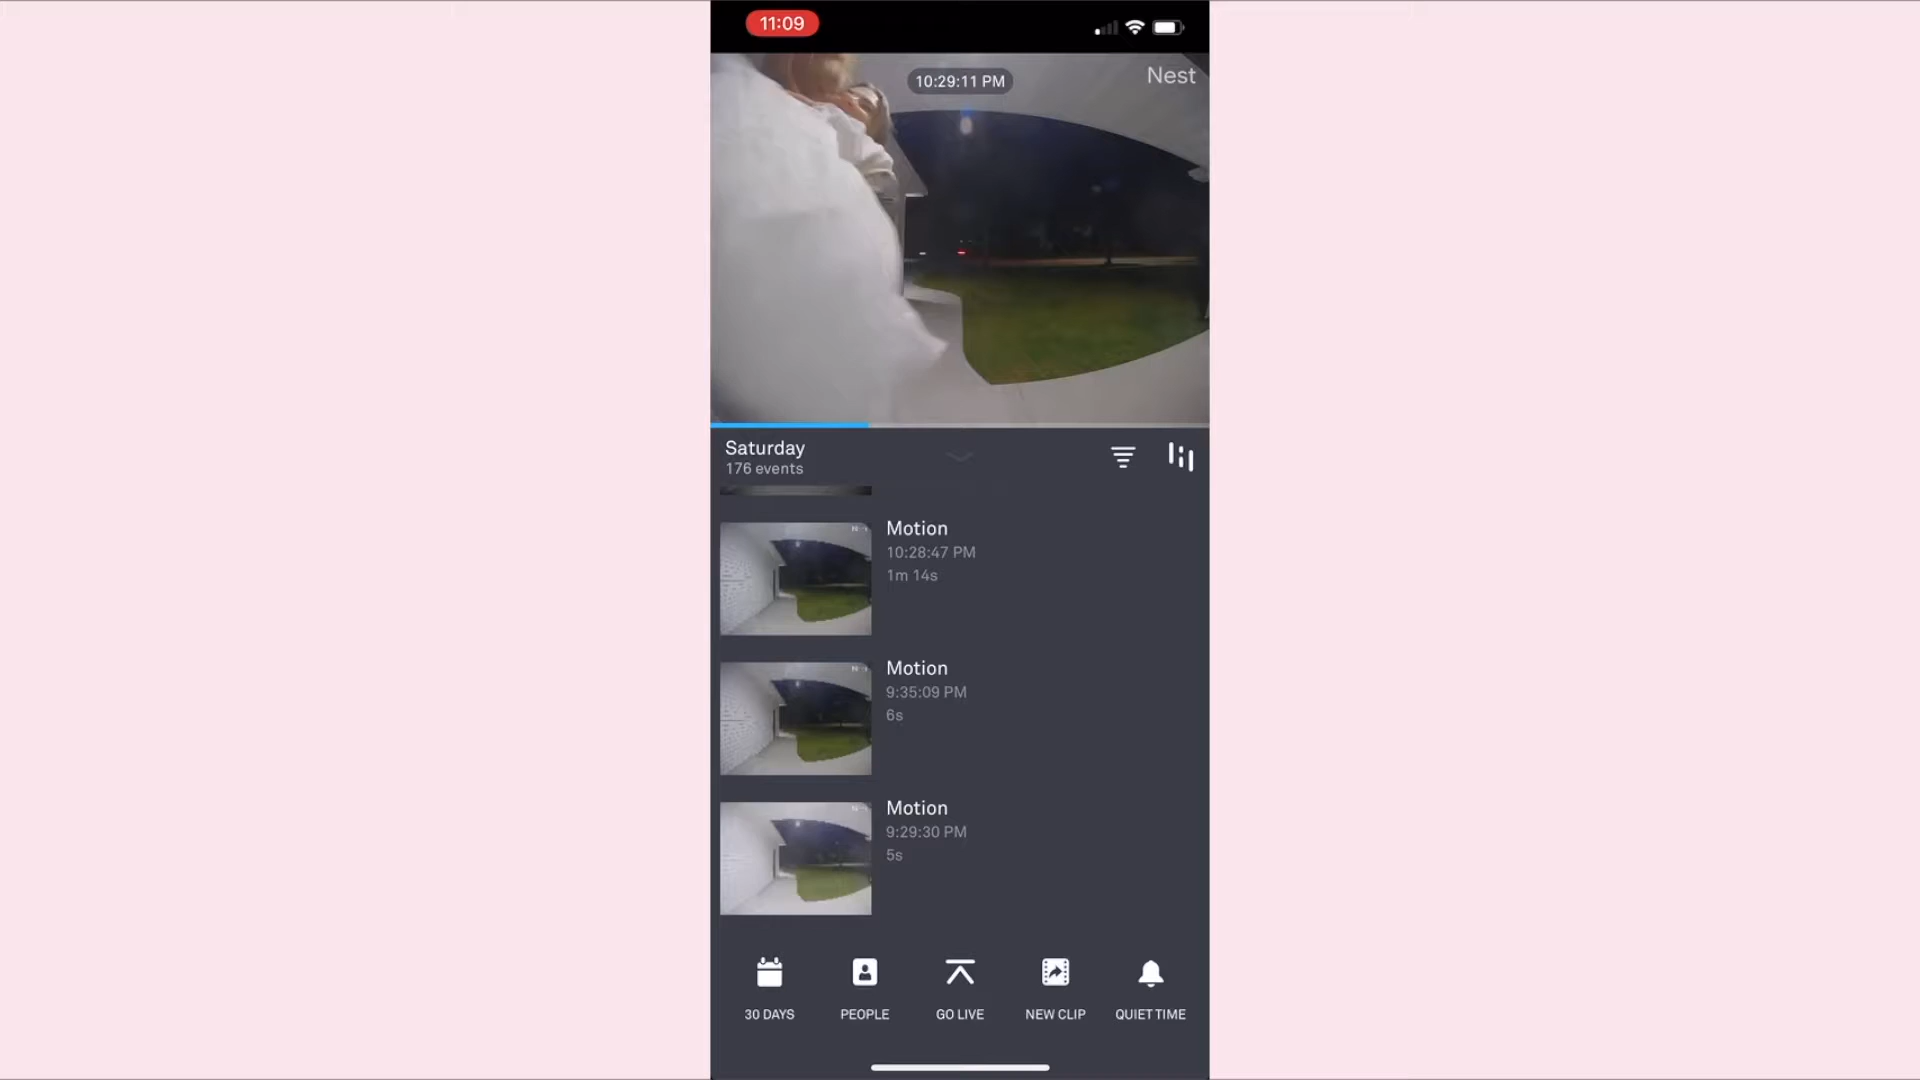 11:09
10:29:11 PM
Nest
Saturday
176 events
Motion
10:28:47 PM
1m 14s
Motion
9:35:09 PM
6s
Motion
9:29:30 PM
5s
30 DAYS
PEOPLE
GO LIVE
NEW CLIP
QUIET TIME